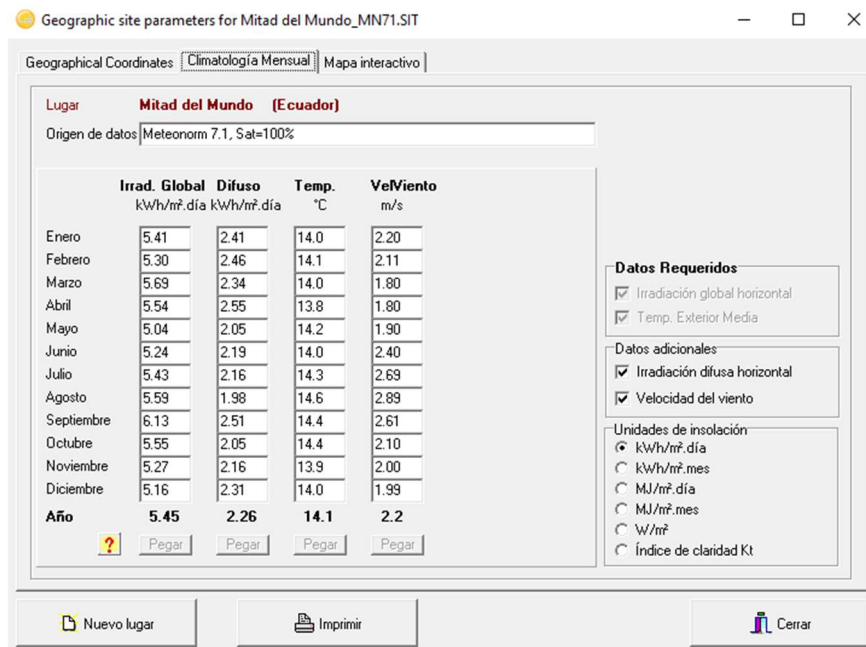 Geographic site parameters for Mitad del Mundo_MN71.SIT
Geographical Coordinates Climatología Mensual Mapa interactivo
Lugar Mitad del Mundo (Ecuador)
Origen de datos Meteonorm 7.1, Sat=100%
Irrad. Global Difuso Temp. VelViento
kWh/m².día kWh/m².día °C m/s
Enero 5.41 2.41 14.0 2.20
Febrero 5.30 2.46 14.1 2.11
Marzo 5.69 2.34 14.0 1.80
Abril 5.54 2.55 13.8 1.80
Mayo 5.04 2.05 14.2 1.90
Junio 5.24 2.19 14.0 2.40
Julio 5.43 2.16 14.3 2.69
Agosto 5.59 1.98 14.6 2.89
Septiembre 6.13 2.51 14.4 2.61
Octubre 5.55 2.05 14.4 2.10
Noviembre 5.27 2.16 13.9 2.00
Diciembre 5.16 2.31 14.0 1.99
Año 5.45 2.26 14.1 2.2
? Pegar Pegar Pegar Pegar
Datos Requeridos
Irradiación global horizontal
Temp. Exterior Media
Datos adicionales
Irradiación difusa horizontal
Velocidad del viento
Unidades de insolación
kWh/m².día
kWh/m².mes
MJ/m².día
MJ/m².mes
W/m²
Índice de claridad Kt
Nuevo lugar Imprimir Cerrar